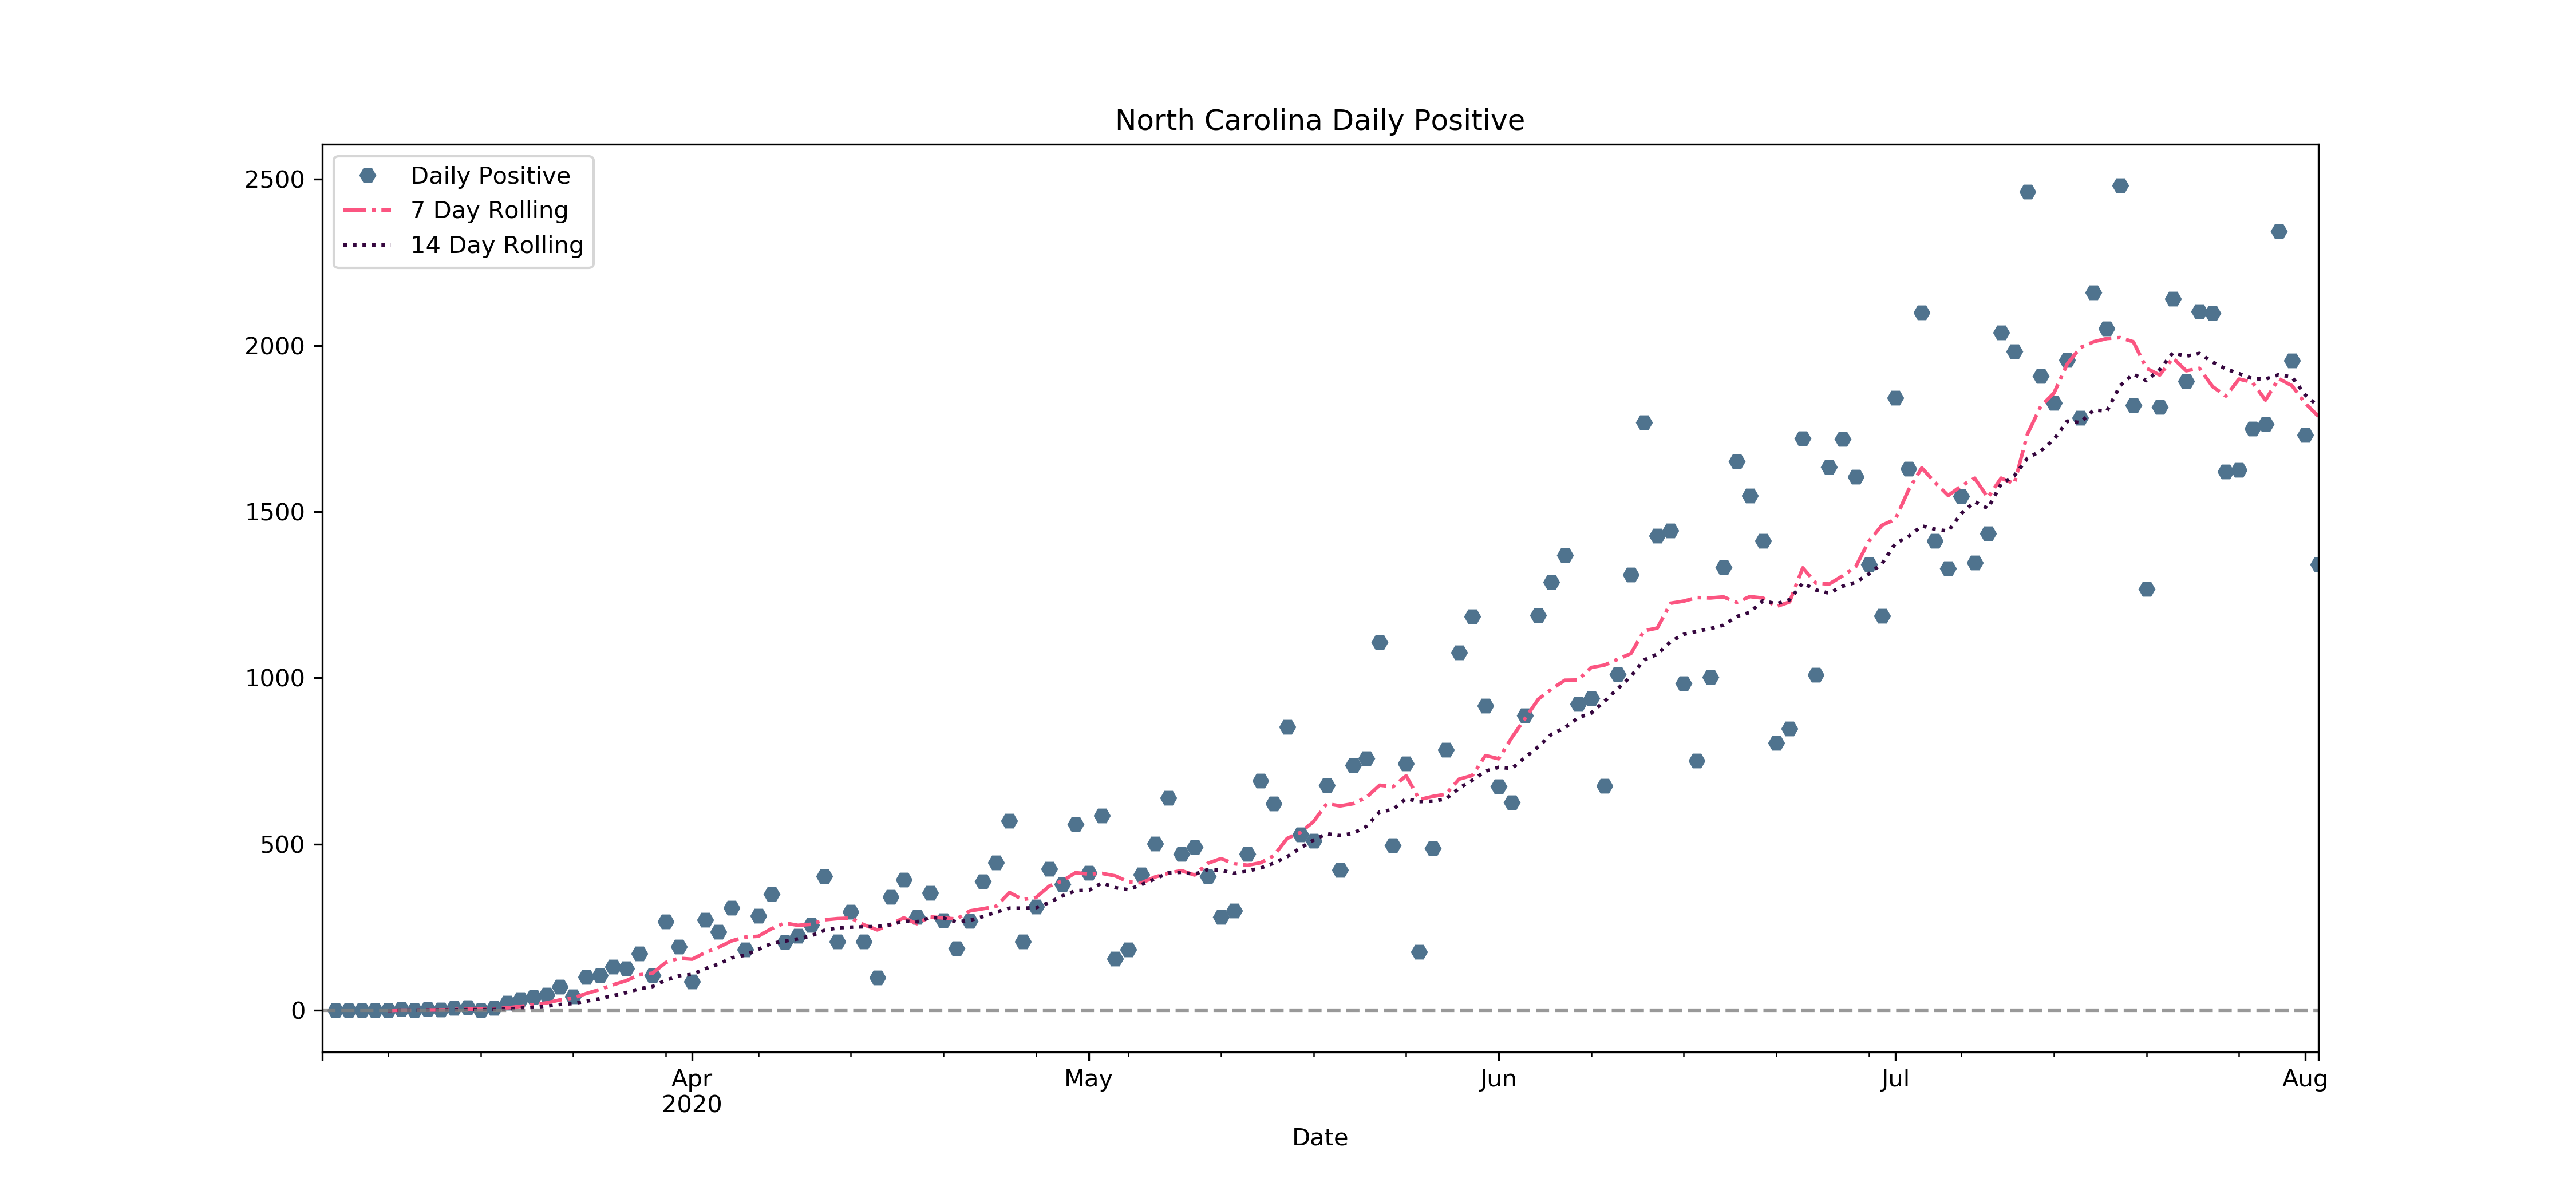 North Carolina Daily Positive
Daily Positive
7 Day Rolling
14 Day Rolling
2500
2000
1500
1000
500
0
Apr
2020
May
Jun
Jul
Aug
Date